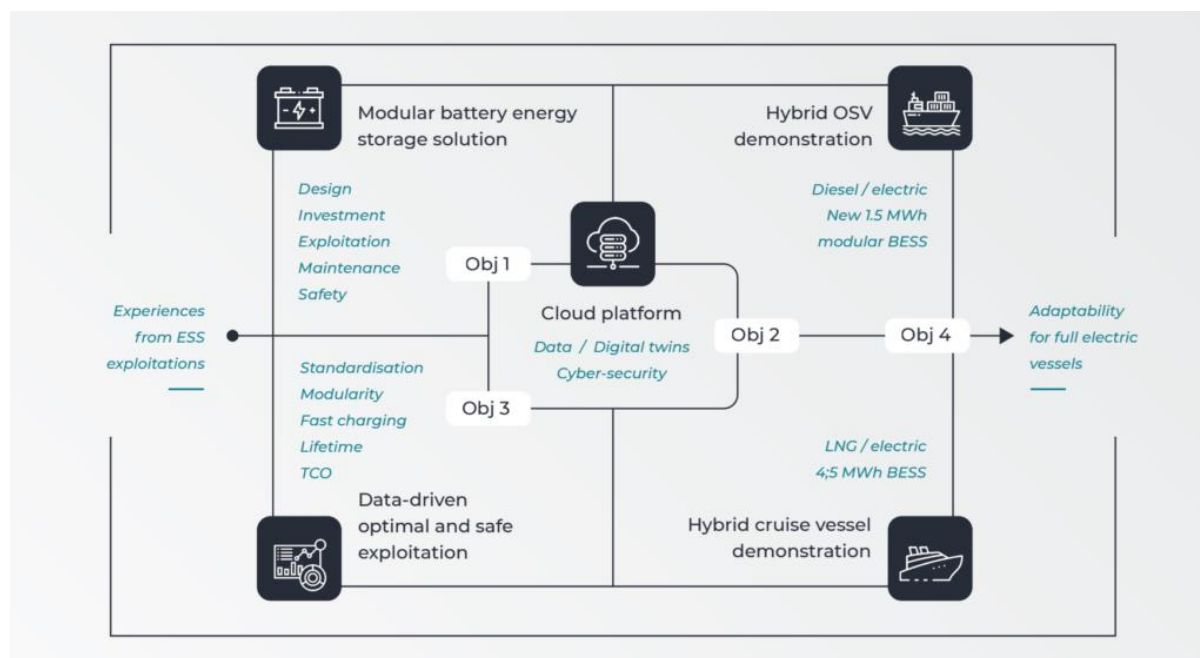 Modular battery energy
storage solution
Hybrid OSV
demonstration
Design
Investment
Exploitation
Maintenance
Safety
Diesel / electric
New 1.5 MWh
modular BESS
Obj 1
Cloud platform
Data / Digital twins
Cyber-security
Experiences
from ESS
exploitations
Obj 2
Obj 4
Adaptability
for full electric
vessels
Standardisation
Modularity
Fast charging
Lifetime
TCO
Obj 3
LNG / electric
4;5 MWh BESS
Data-driven
optimal and safe
exploitation
Hybrid cruise vessel
demonstration